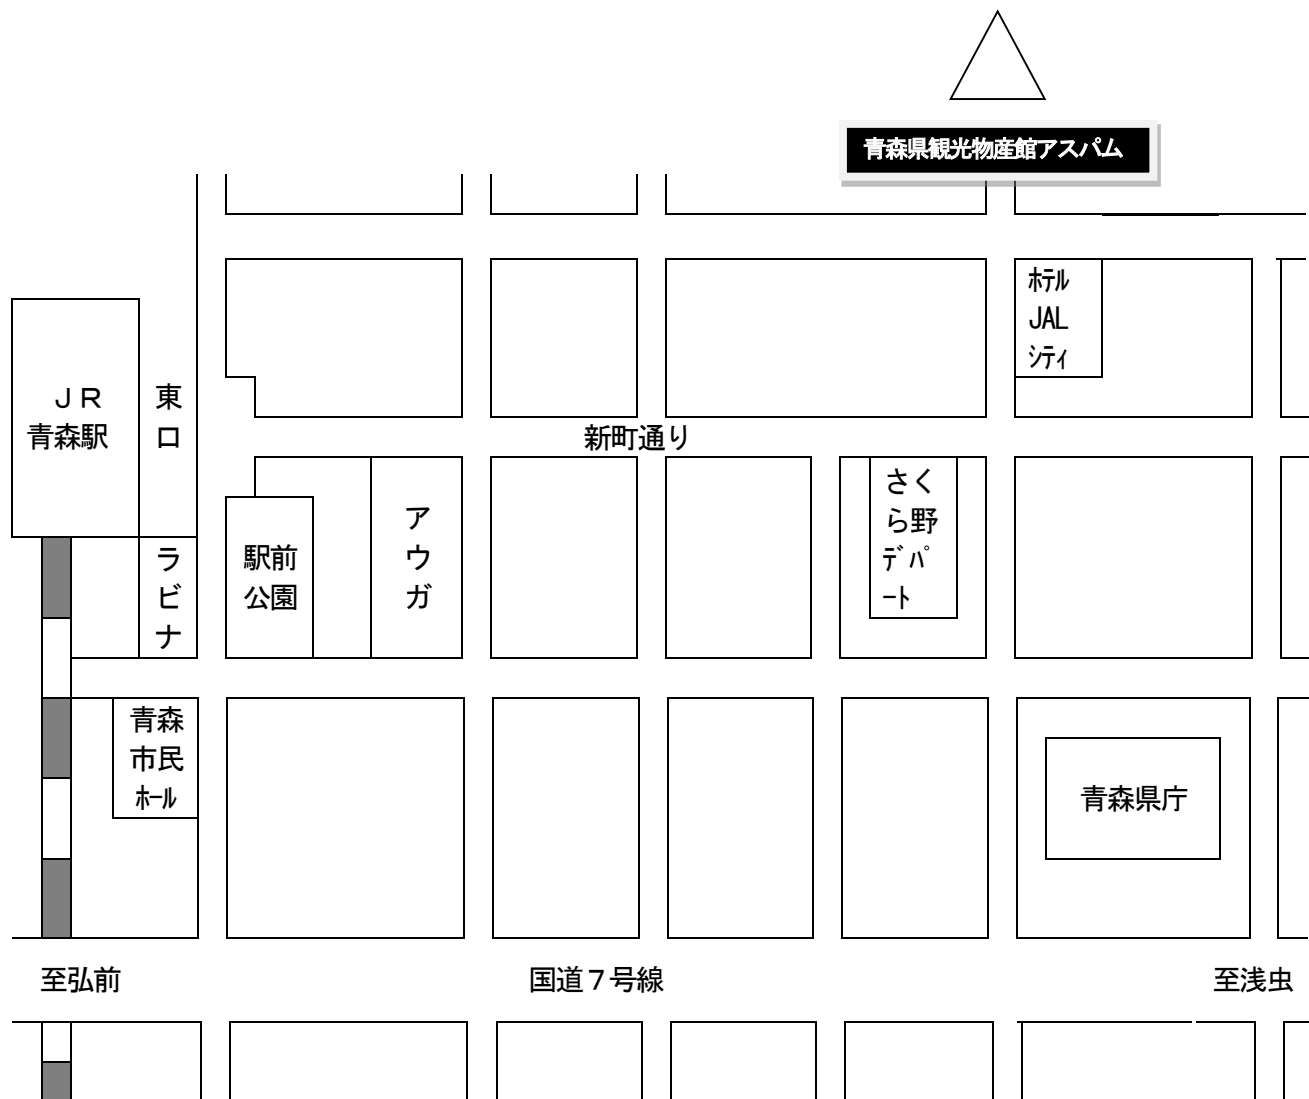 青森県観光物産館アスパム
ﾎﾃﾙ
JAL
ｼﾃｨ
ＪＲ
青森駅
東
口
新町通り
さく
ら野
ﾃﾞﾊﾟ
ｰﾄ
ア
ウ
ガ
駅前
公園
ラ
ビ
ナ
青森
市民
ﾎｰﾙ
青森県庁
至弘前
国道７号線
至浅虫